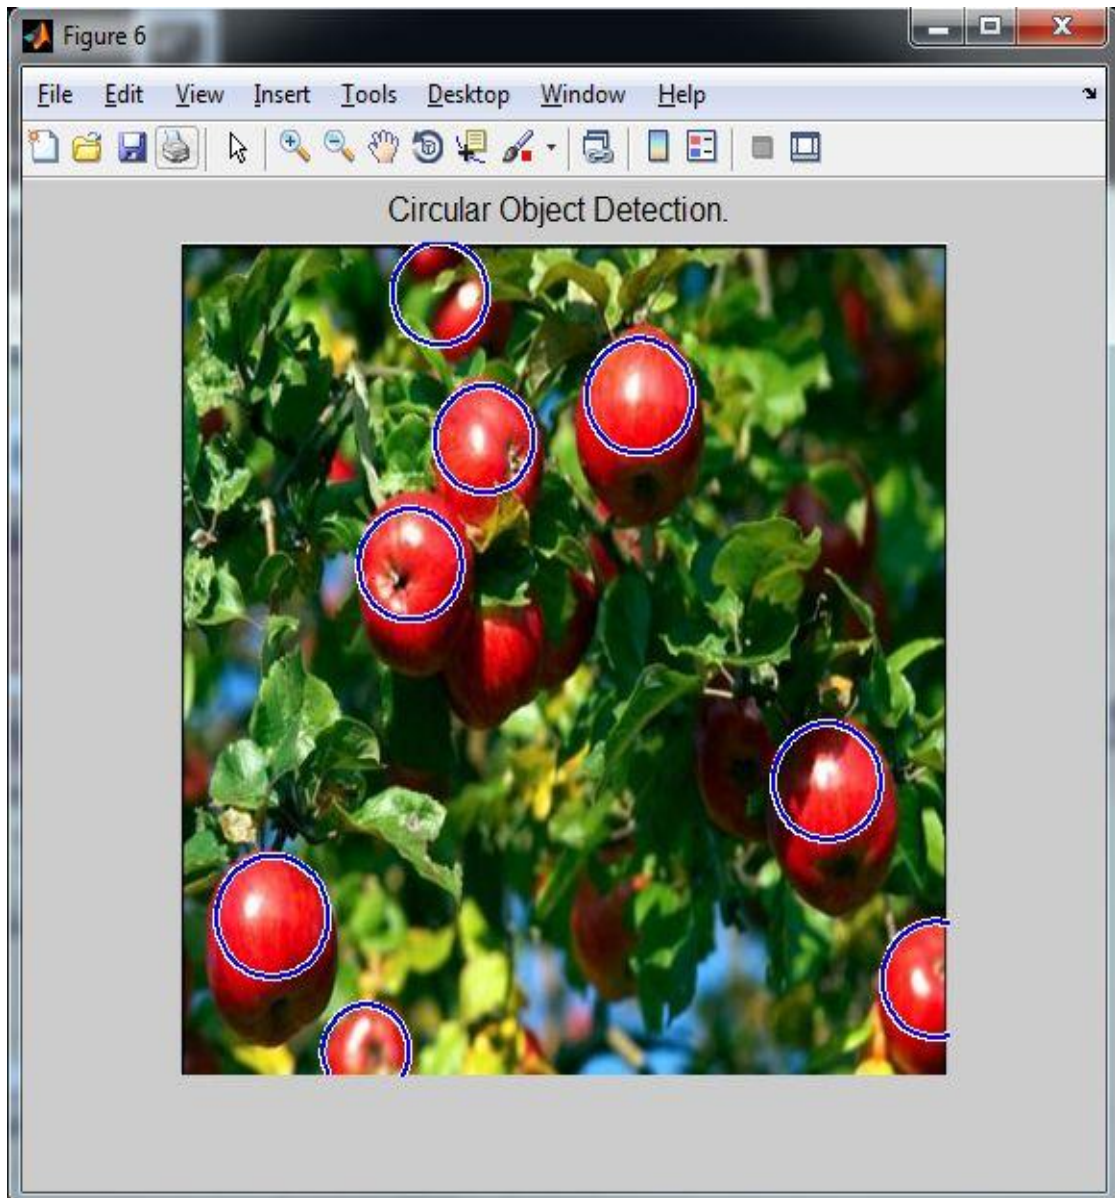 Figure 6
File Edit View Insert Tools Desktop Window Help
Circular Object Detection.